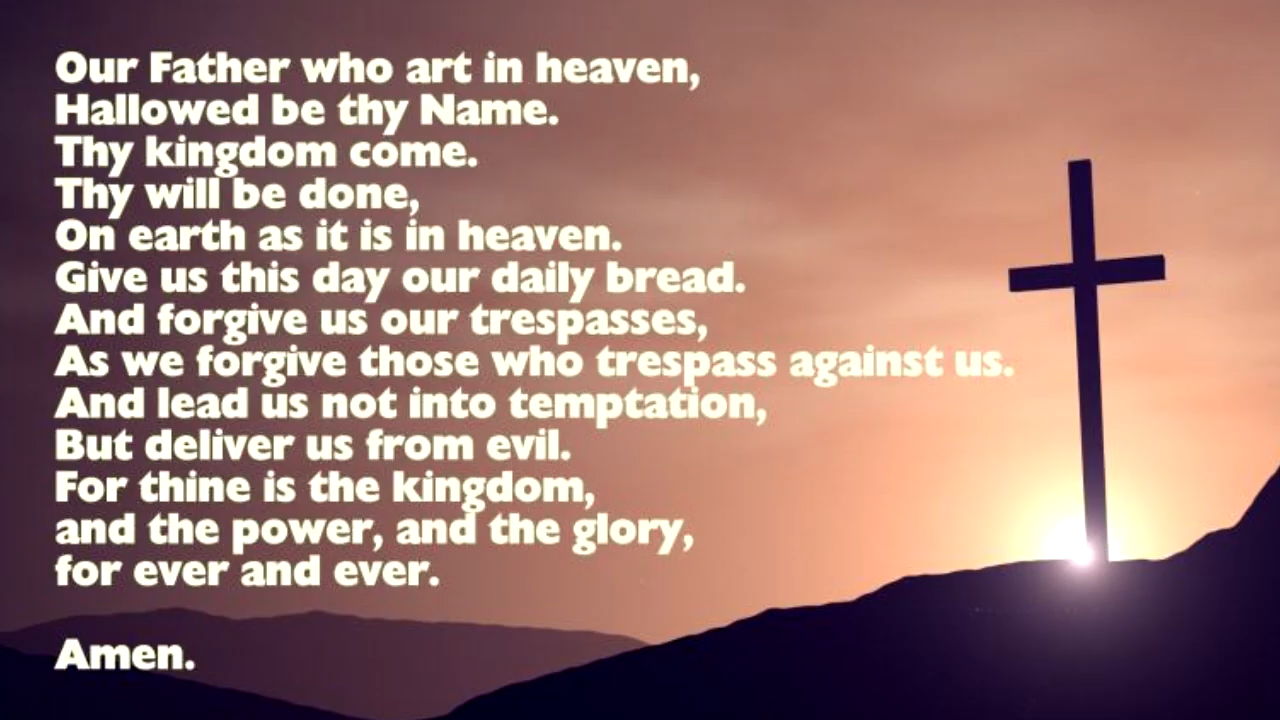 Our Father who art in heaven,
Hallowed be thy Name.
Thy kingdom come.
Thy will be done,
On earth as it is in heaven.
Give us this day our daily bread.
And forgive us our trespasses,
As we forgive those who trespass against us.
And lead us not into temptation,
But deliver us from evil.
For thine is the kingdom,
and the power, and the glory,
for ever and ever.
Amen.